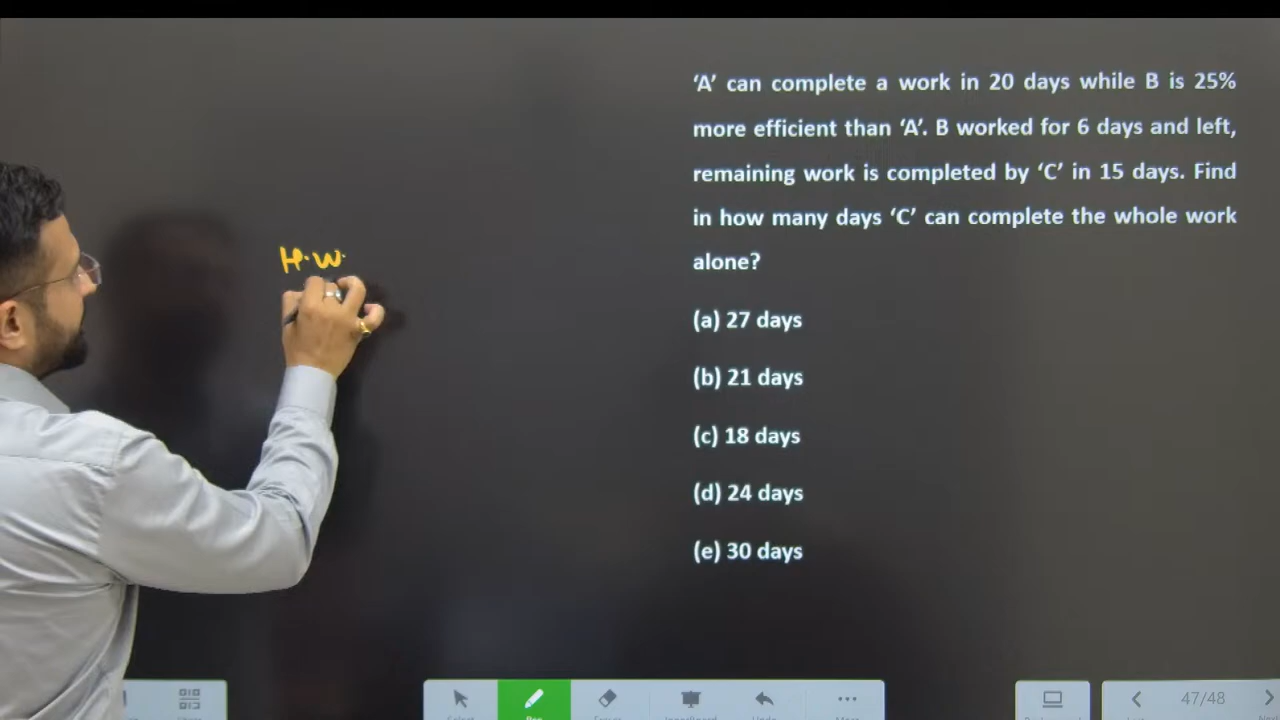 'A' can complete a work in 20 days while B is 25%
more efficient than 'A'. B worked for 6 days and left,
remaining work is completed by 'C' in 15 days. Find
in how many days 'C' can complete the whole work
alone?
(a) 27 days
(b) 21 days
(c) 18 days
(d) 24 days
(e) 30 days
H.W.
47/48